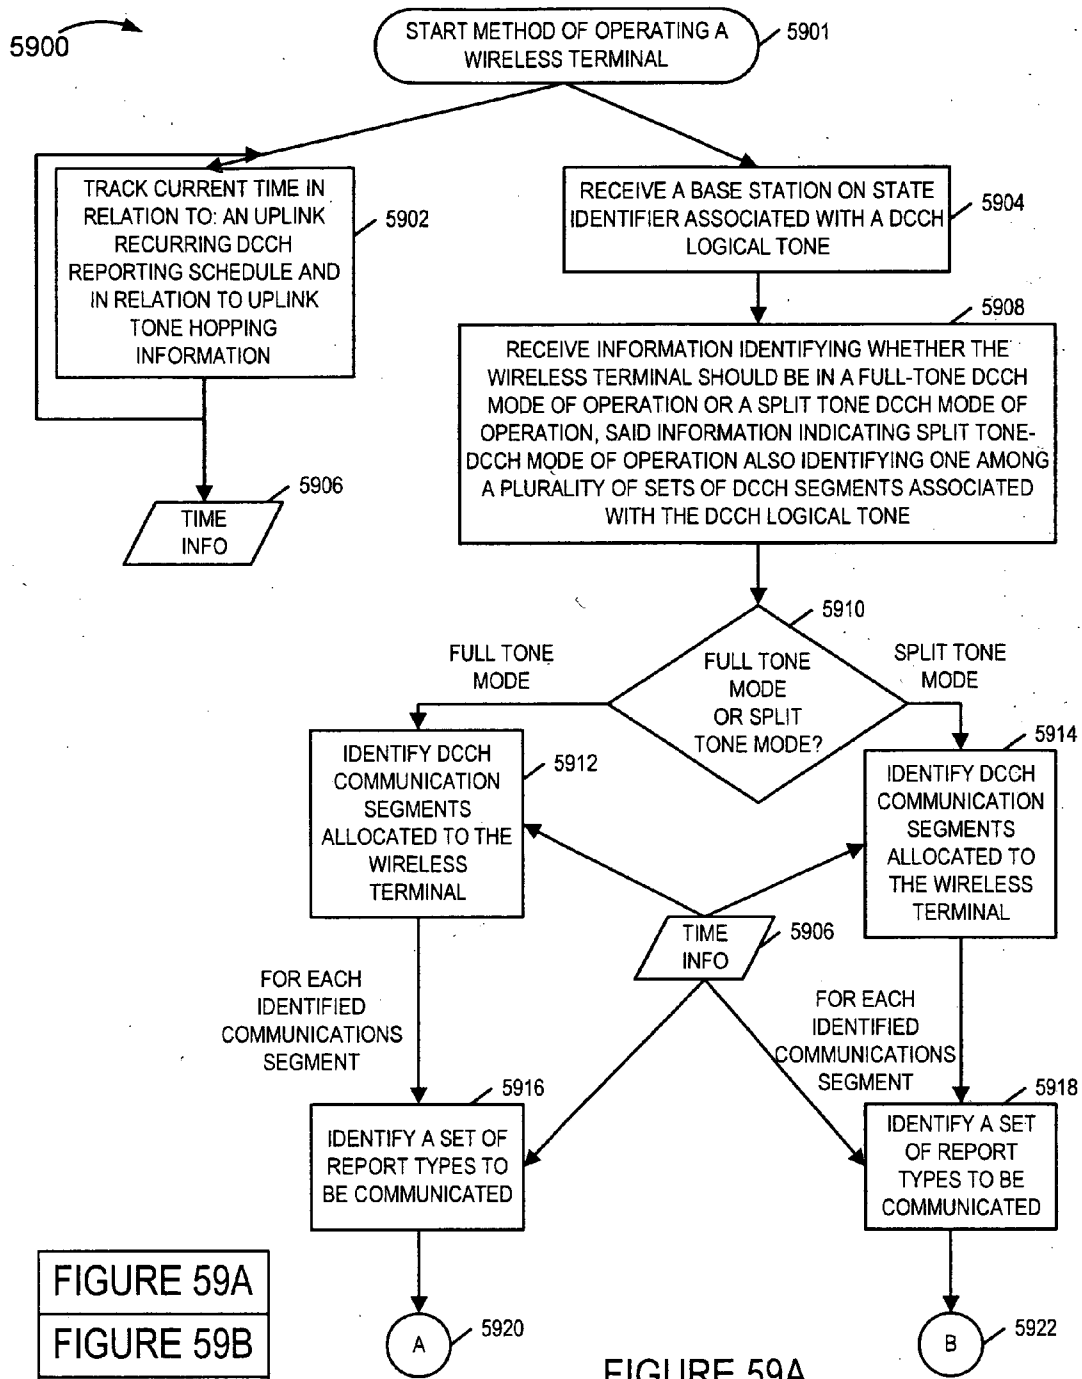 5900
START METHOD OF OPERATING A
WIRELESS TERMINAL
5901
TRACK CURRENT TIME IN
RELATION TO: AN UPLINK
RECURRING DCCH
REPORTING SCHEDULE AND
IN RELATION TO UPLINK
TONE HOPPING
INFORMATION
5902
RECEIVE A BASE STATION ON STATE
IDENTIFIER ASSOCIATED WITH A DCCH
LOGICAL TONE
5904
5906
TIME
INFO
5908
RECEIVE INFORMATION IDENTIFYING WHETHER THE
WIRELESS TERMINAL SHOULD BE IN A FULL-TONE DCCH
MODE OF OPERATION OR A SPLIT TONE DCCH MODE OF
OPERATION, SAID INFORMATION INDICATING SPLIT TONE-
DCCH MODE OF OPERATION ALSO IDENTIFYING ONE AMONG
A PLURALITY OF SETS OF DCCH SEGMENTS ASSOCIATED
WITH THE DCCH LOGICAL TONE
5910
FULL TONE
MODE
FULL TONE
MODE
OR SPLIT
TONE MODE?
SPLIT TONE
MODE
IDENTIFY DCCH
COMMUNICATION
SEGMENTS
ALLOCATED TO THE
WIRELESS
TERMINAL
5912
5914
IDENTIFY DCCH
COMMUNICATION
SEGMENTS
ALLOCATED TO
THE WIRELESS
TERMINAL
TIME
INFO
5906
FOR EACH
IDENTIFIED
COMMUNICATIONS
SEGMENT
FOR EACH
IDENTIFIED
COMMUNICATIONS
SEGMENT
5916
IDENTIFY A SET OF
REPORT TYPES TO
BE COMMUNICATED
5918
IDENTIFY A SET
OF REPORT
TYPES TO BE
COMMUNICATED
FIGURE 59A
FIGURE 59B
A
5920
B
5922
FIGURE 59A